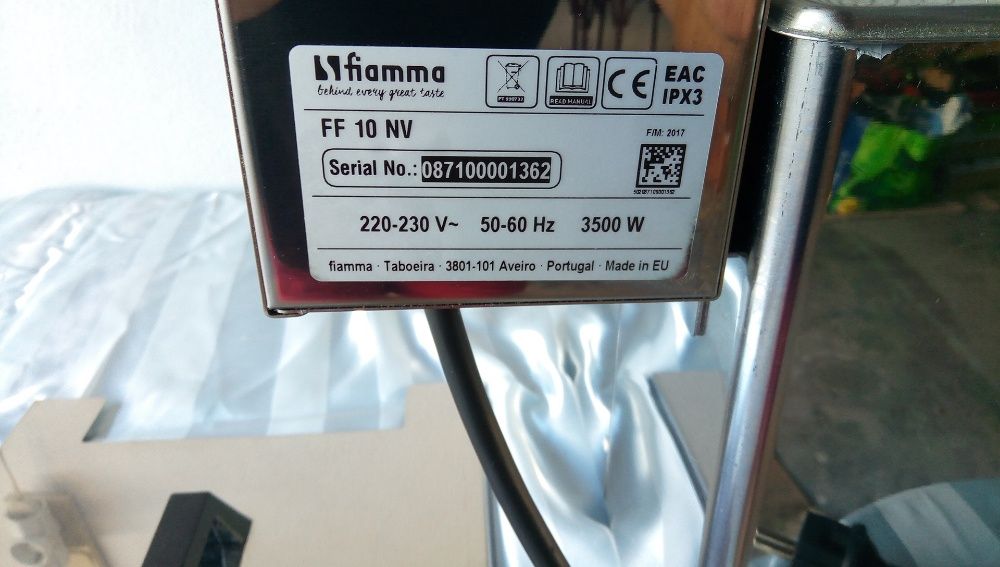 fiamma
behind every great taste
READ MANUAL
CE
EAC
IPX3
FF 10 NV
F/M: 2017
Serial No.: 087100001362
220-230 V~ 50-60 Hz 3500 W
fiamma · Taboeira · 3801-101 Aveiro · Portugal · Made in EU